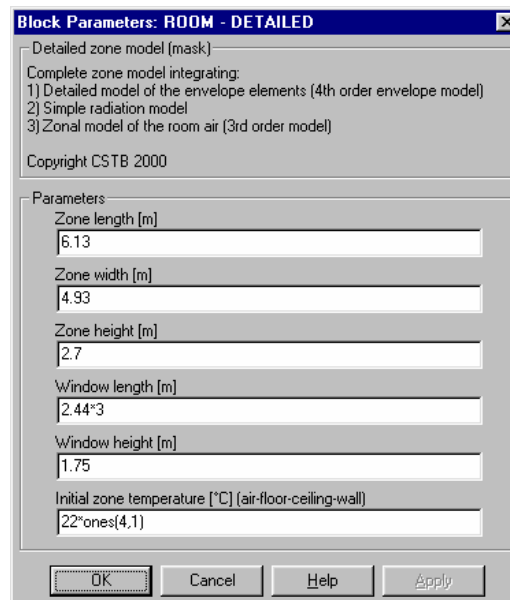 Block Parameters: ROOM - DETAILED
Detailed zone model (mask)
Complete zone model integrating:
1) Detailed model of the envelope elements (4th order envelope model)
2) Simple radiation model
3) Zonal model of the room air (3rd order model)
Copyright CSTB 2000
Parameters
Zone length [m]
6.13
Zone width [m]
4.93
Zone height [m]
2.7
Window length [m]
2.44*3
Window height [m]
1.75
Initial zone temperature [°C] (air-floor-ceiling-wall)
22*ones(4,1)
OK Cancel Help Apply